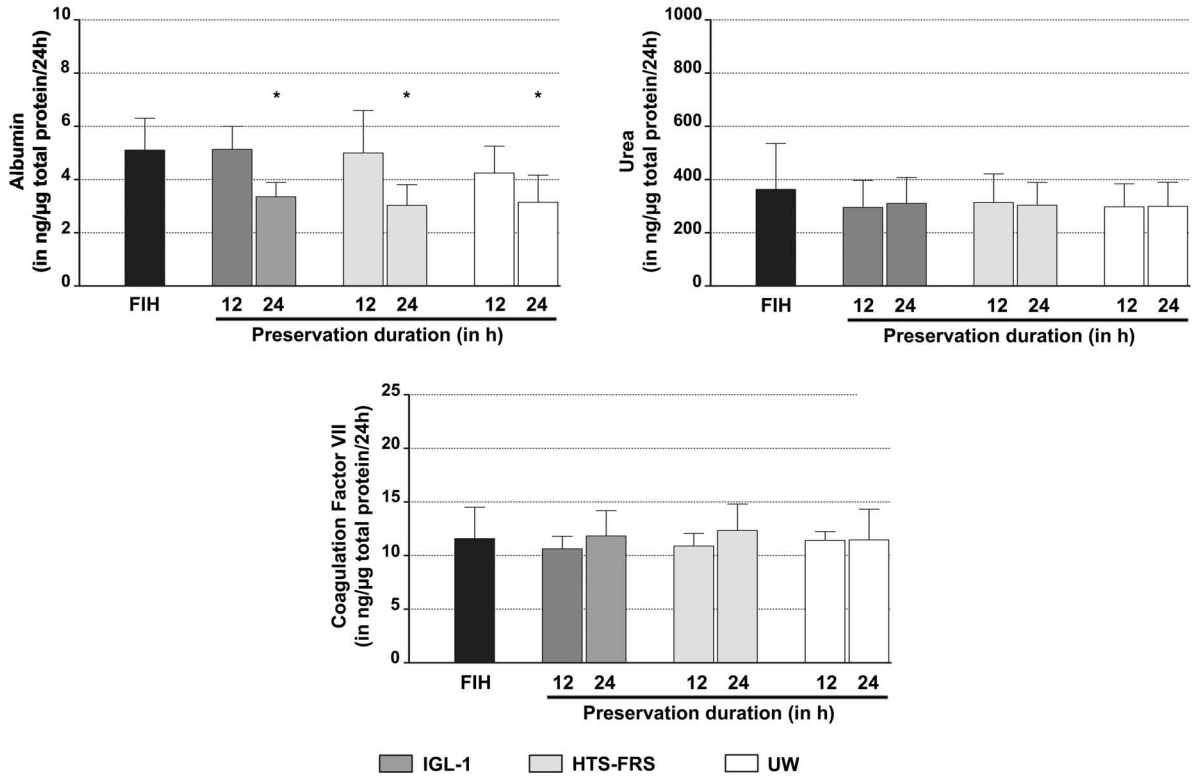 Albumin
(in ng/µg total protein/24h)
10
8
6
4
2
0
* * *
FIH 12 24 12 24 12 24
Preservation duration (in h)
Urea
(in ng/µg total protein/24h)
1000
800
600
400
200
0
FIH 12 24 12 24 12 24
Preservation duration (in h)
Coagulation Factor VII
(in ng/µg total protein/24h)
25
20
15
10
5
0
FIH 12 24 12 24 12 24
Preservation duration (in h)
IGL-1 HTS-FRS UW